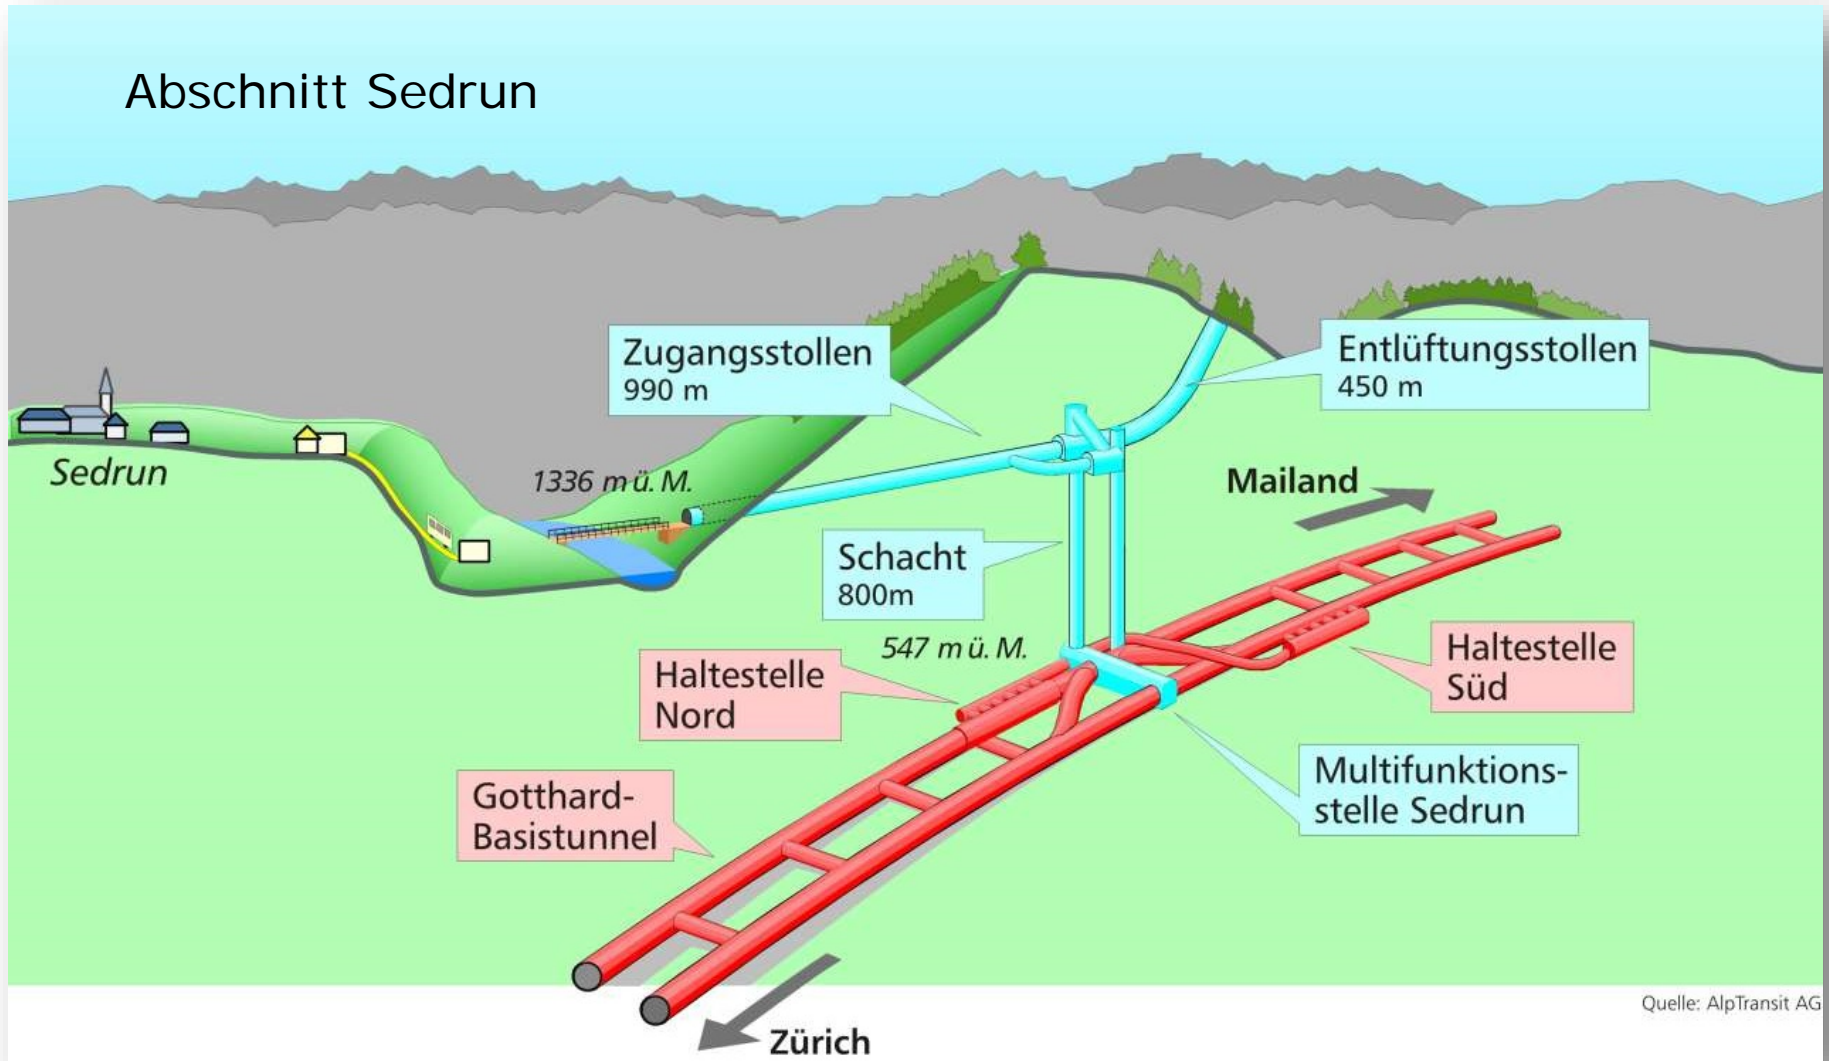 Abschnitt Sedrun
Zugangsstollen
990 m
Entlüftungsstollen
450 m
Sedrun
1336 m ü. M.
Mailand
Schacht
800m
547 m ü. M.
Haltestelle
Nord
Haltestelle
Süd
Gotthard-
Basistunnel
Multifunktions-
stelle Sedrun
Quelle: AlpTransit AG
Zürich